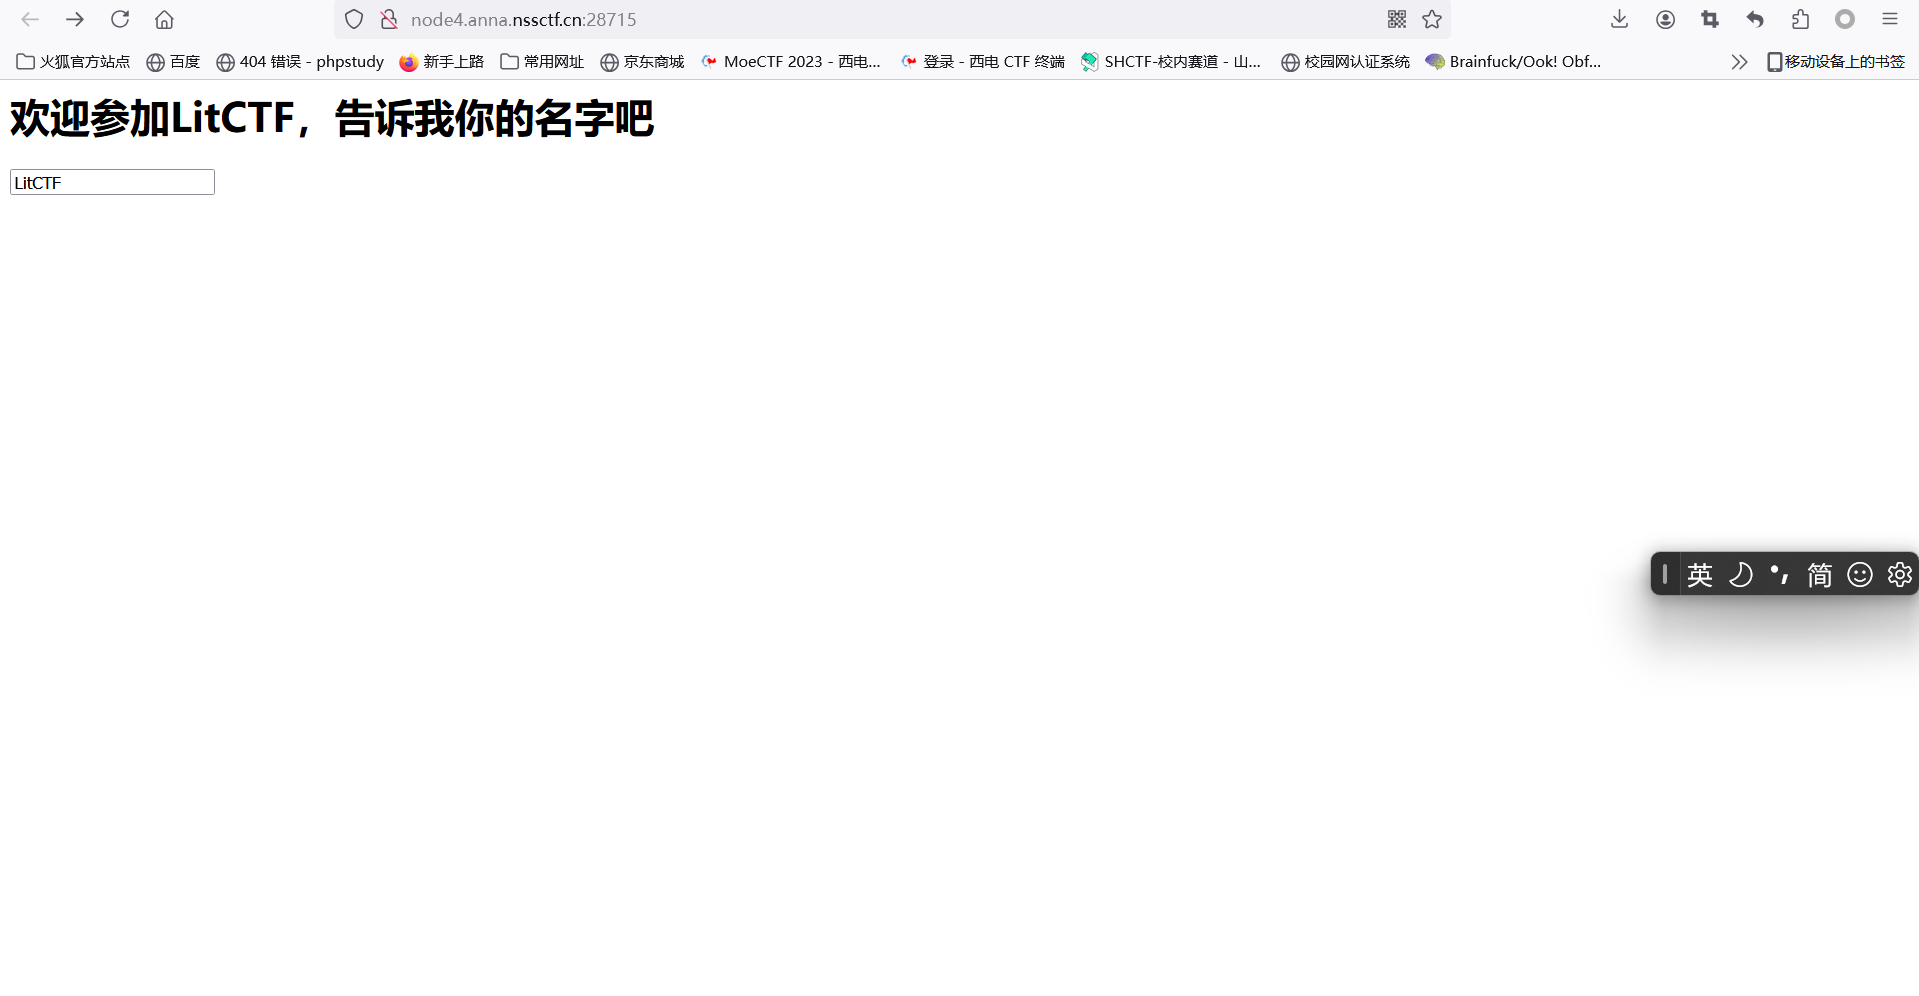 node4.anna.nssctf.cn:28715
火狐官方站点 百度 404 错误 - phpstudy 新手上路 常用网址 京东商城 MoeCTF 2023 - 西电... 登录 - 西电 CTF 终端 SHCTF-校内赛道 - 山... 校园网认证系统 Brainfuck/Ook! Obf... 移动设备上的书签
欢迎参加LitCTF，告诉我你的名字吧
LitCTF
英 简